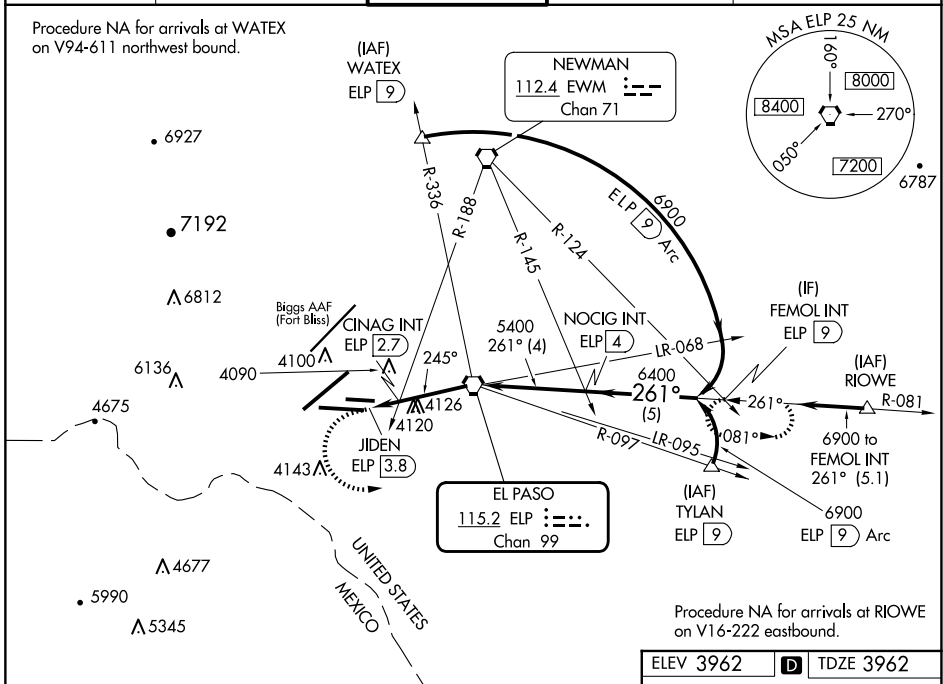 Procedure NA for arrivals at WATEX
on V94-611 northwest bound.
(IAF)
WATEX
ELP 9
NEWMAN
112.4 EWM
Chan 71
MSA ELP 25 NM
160°
8000
8400
270°
050°
7200
6787
6927
7192
6812
6136
4675
R-336
R-188
R-145
R-124
6900
ELP 9 Arc
Biggs AAF
(Fort Bliss)
4100
4090
CINAG INT
ELP 2.7
245°
5400
261° (4)
NOCIG INT
ELP 4
LR-068
(IF)
FEMOL INT
ELP 9
(IAF)
RIOWE
R-081
6400
261°
(5)
261°
081°
6900 to
FEMOL INT
261° (5.1)
4126
4120
JIDEN
ELP 3.8
4143
R-097
LR-095
(IAF)
TYLAN
ELP 9
6900
ELP 9 Arc
EL PASO
115.2 ELP
Chan 99
UNITED STATES
MEXICO
4677
5990
5345
Procedure NA for arrivals at RIOWE
on V16-222 eastbound.
ELEV 3962 D TDZE 3962